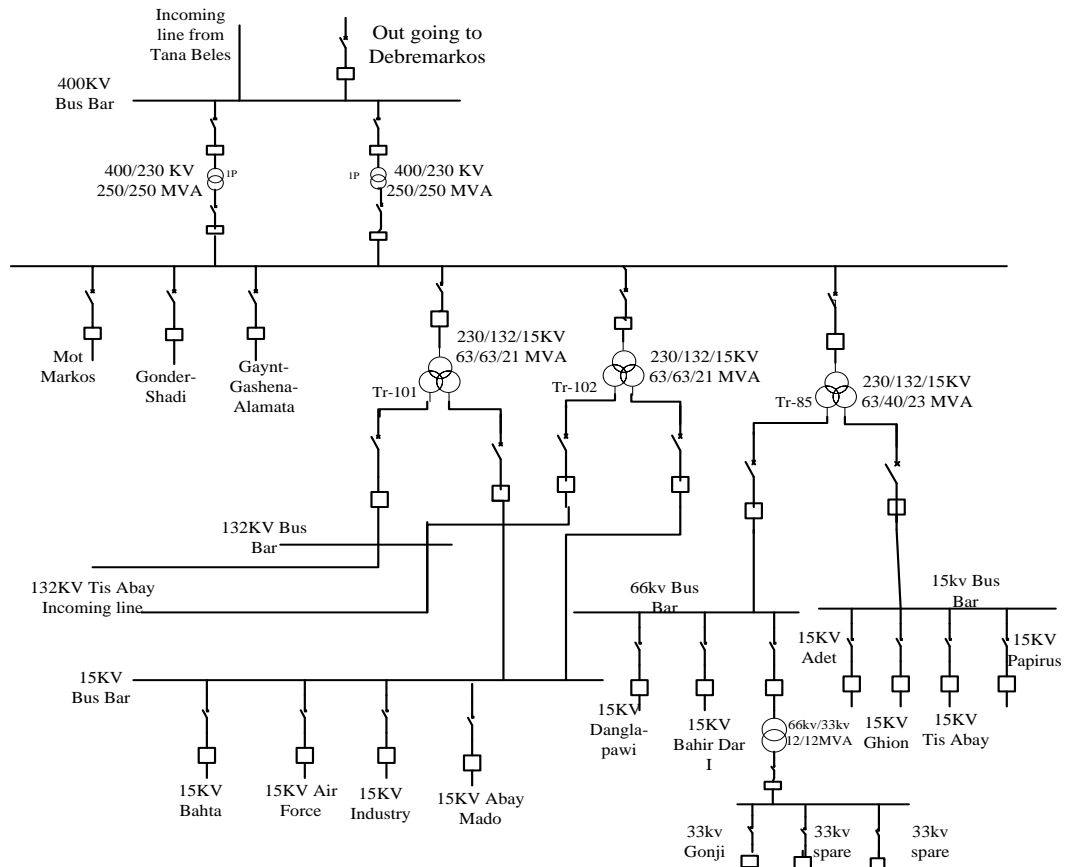 Incoming
line from
Tana Beles
Out going to
Debremarkos
400KV
Bus Bar
400/230 KV
250/250 MVA
1P
1P
400/230 KV
250/250 MVA
Mot
Markos
Gonder-
Shadi
Gaynt-
Gashena-
Alamata
230/132/15KV
63/63/21 MVA
Tr-101
230/132/15KV
63/63/21 MVA
Tr-102
230/132/15KV
63/40/23 MVA
Tr-85
132KV Bus
Bar
132KV Tis Abay
Incoming line
66kv Bus
Bar
15kv Bus
Bar
15KV
Adet
15KV
Papirus
15KV
Bus Bar
15KV
Dangla-
pawi
15KV
Bahir Dar
I
66kv/33kv
12/12MVA
15KV
Ghion
15KV
Tis Abay
15KV
Bahta
15KV Air
Force
15KV
Industry
15KV Abay
Mado
33kv
Gonji
33kv
spare
33kv
spare